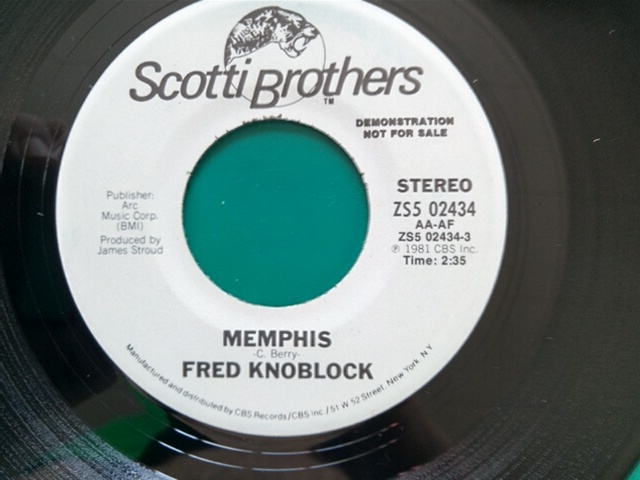 Scotti Brothers
TM
DEMONSTRATION
NOT FOR SALE
Publisher:
Arc
Music Corp.
(BMI)
Produced by
James Stroud
STEREO
ZS5 02434
AA-AF
ZS5 02434-3
℗ 1981 CBS Inc.
Time: 2:35
MEMPHIS
-C. Berry-
FRED KNOBLOCK
Manufactured and distributed by CBS Records/CBS Inc./51 W 52 Street, New York, N.Y.